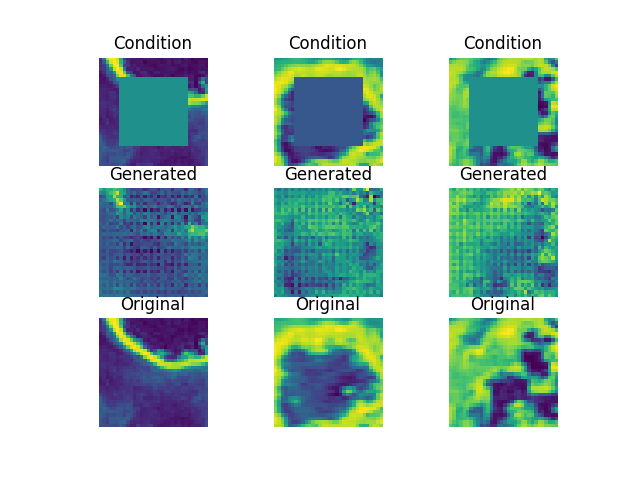 Condition Condition Condition
Generated Generated Generated
Original Original Original